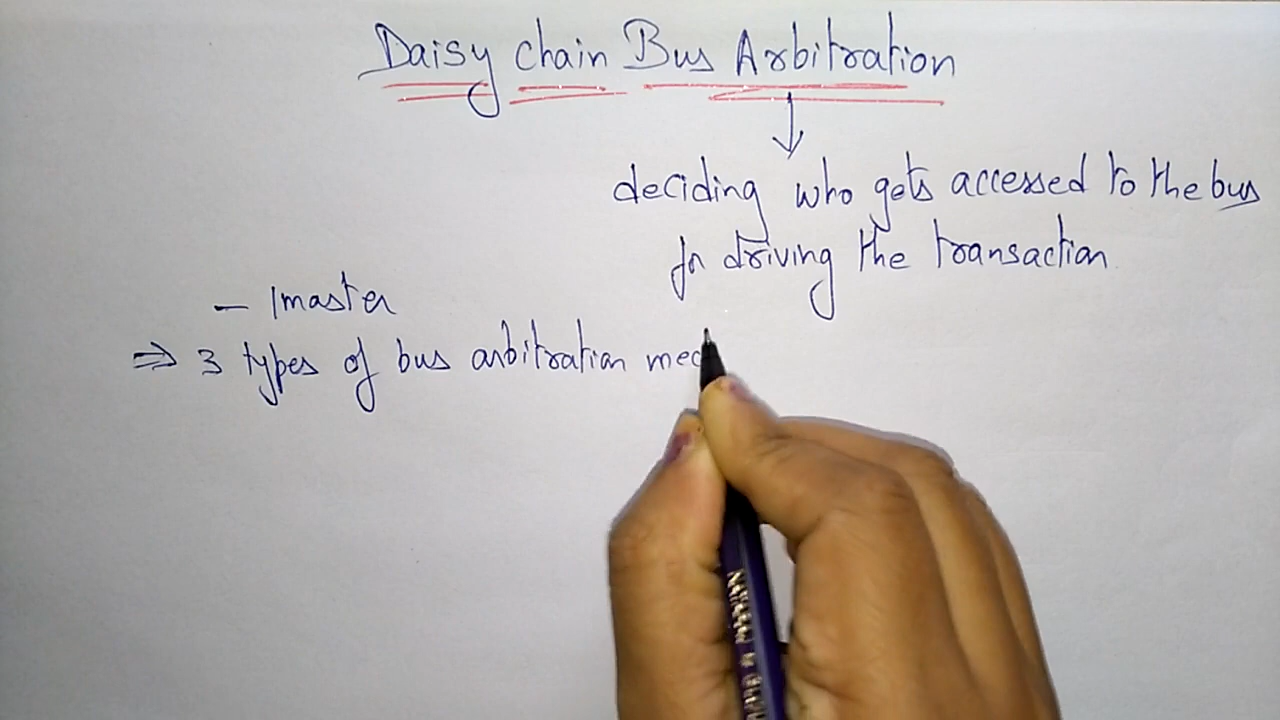 Daisy chain Bus Arbitration
deciding who gets accessed to the bus
for driving the transaction
- 1master
⇒ 3 types of bus arbitration mec